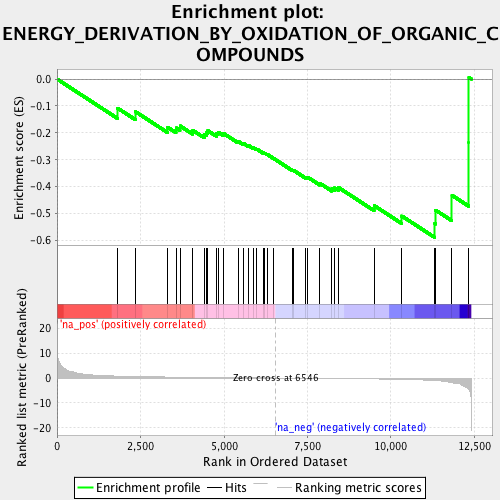 Enrichment plot:
ENERGY_DERIVATION_BY_OXIDATION_OF_ORGANIC_C
OMPOUNDS
Enrichment score (ES)
0.0
-0.1
-0.2
-0.3
-0.4
-0.5
-0.6
'na_pos' (positively correlated)
Ranked list metric (PreRanked)
20
10
0
-10
-20
Zero cross at 6546
'na_neg' (negatively correlated)
0
2,500
5,000
7,500
10,000
12,500
Rank in Ordered Dataset
Enrichment profile
Hits
Ranking metric scores